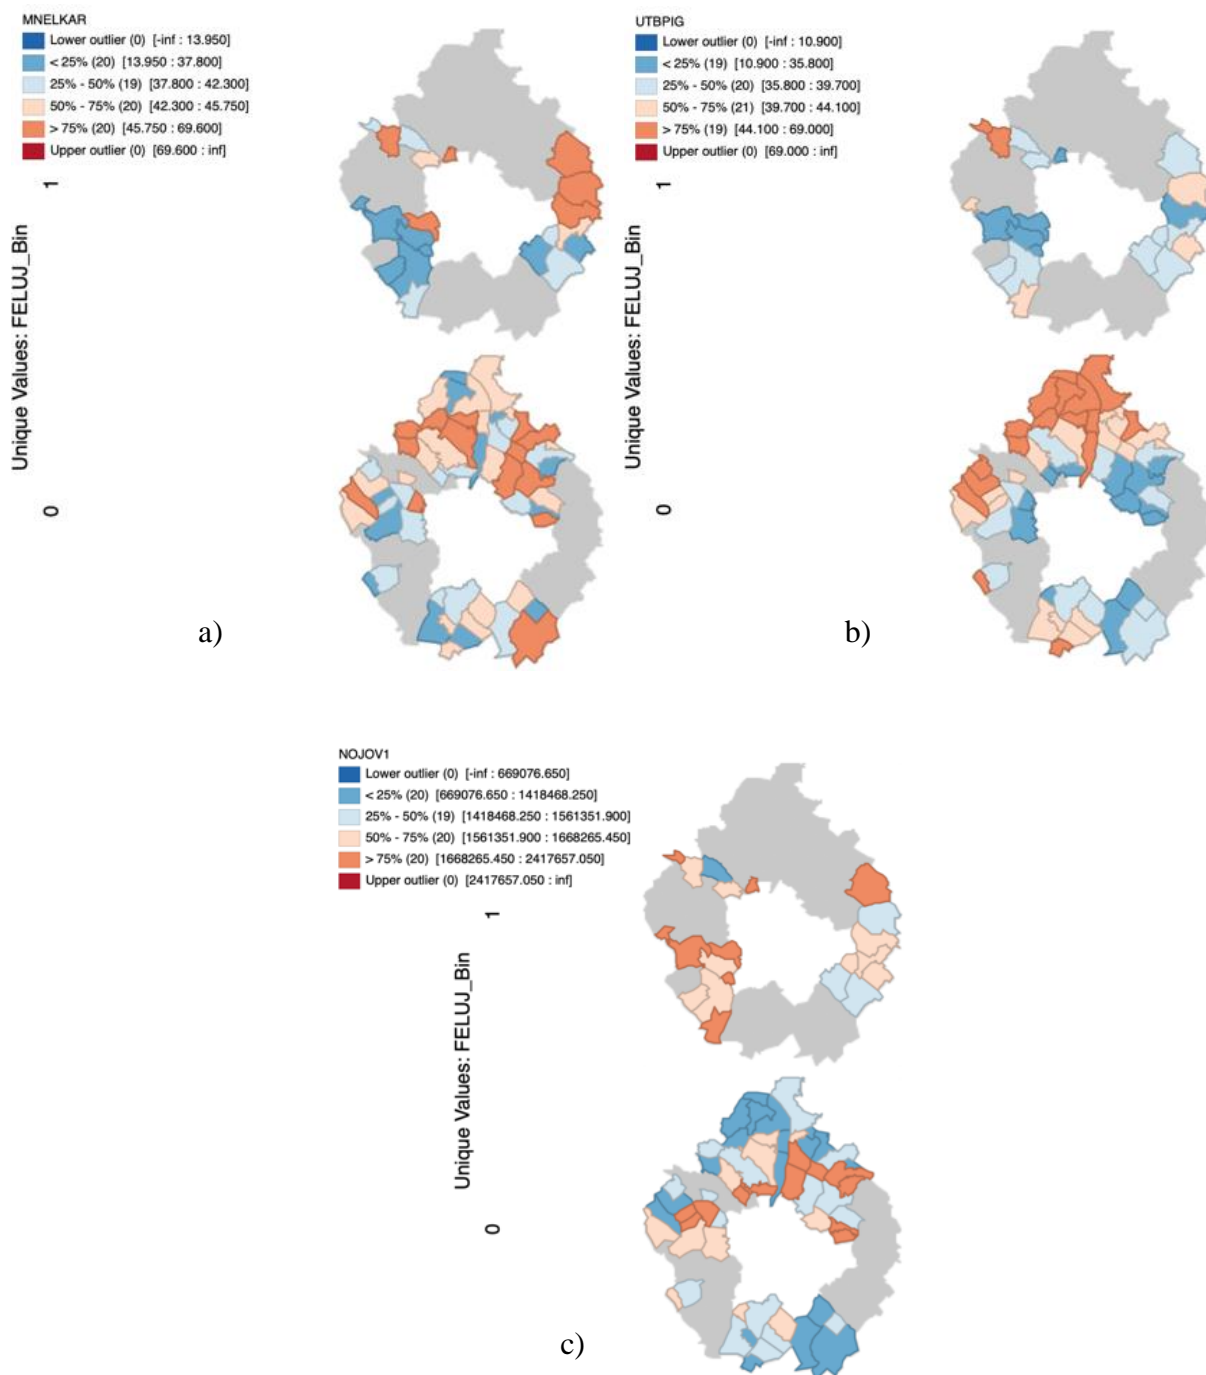 MNELKAR
Lower outlier (0) [-inf : 13.950]
< 25% (20) [13.950 : 37.800]
25% - 50% (19) [37.800 : 42.300]
50% - 75% (20) [42.300 : 45.750]
> 75% (20) [45.750 : 69.600]
Upper outlier (0) [69.600 : inf]
1
Unique Values: FELUJ_Bin
0
a)
UTBPIG
Lower outlier (0) [-inf : 10.900]
< 25% (19) [10.900 : 35.800]
25% - 50% (20) [35.800 : 39.700]
50% - 75% (21) [39.700 : 44.100]
> 75% (19) [44.100 : 69.000]
Upper outlier (0) [69.000 : inf]
1
Unique Values: FELUJ_Bin
0
b)
NOJOV1
Lower outlier (0) [-inf : 669076.650]
< 25% (20) [669076.650 : 1418468.250]
25% - 50% (19) [1418468.250 : 1561351.900]
50% - 75% (20) [1561351.900 : 1668265.450]
> 75% (20) [1668265.450 : 2417657.050]
Upper outlier (0) [2417657.050 : inf]
1
Unique Values: FELUJ_Bin
0
c)